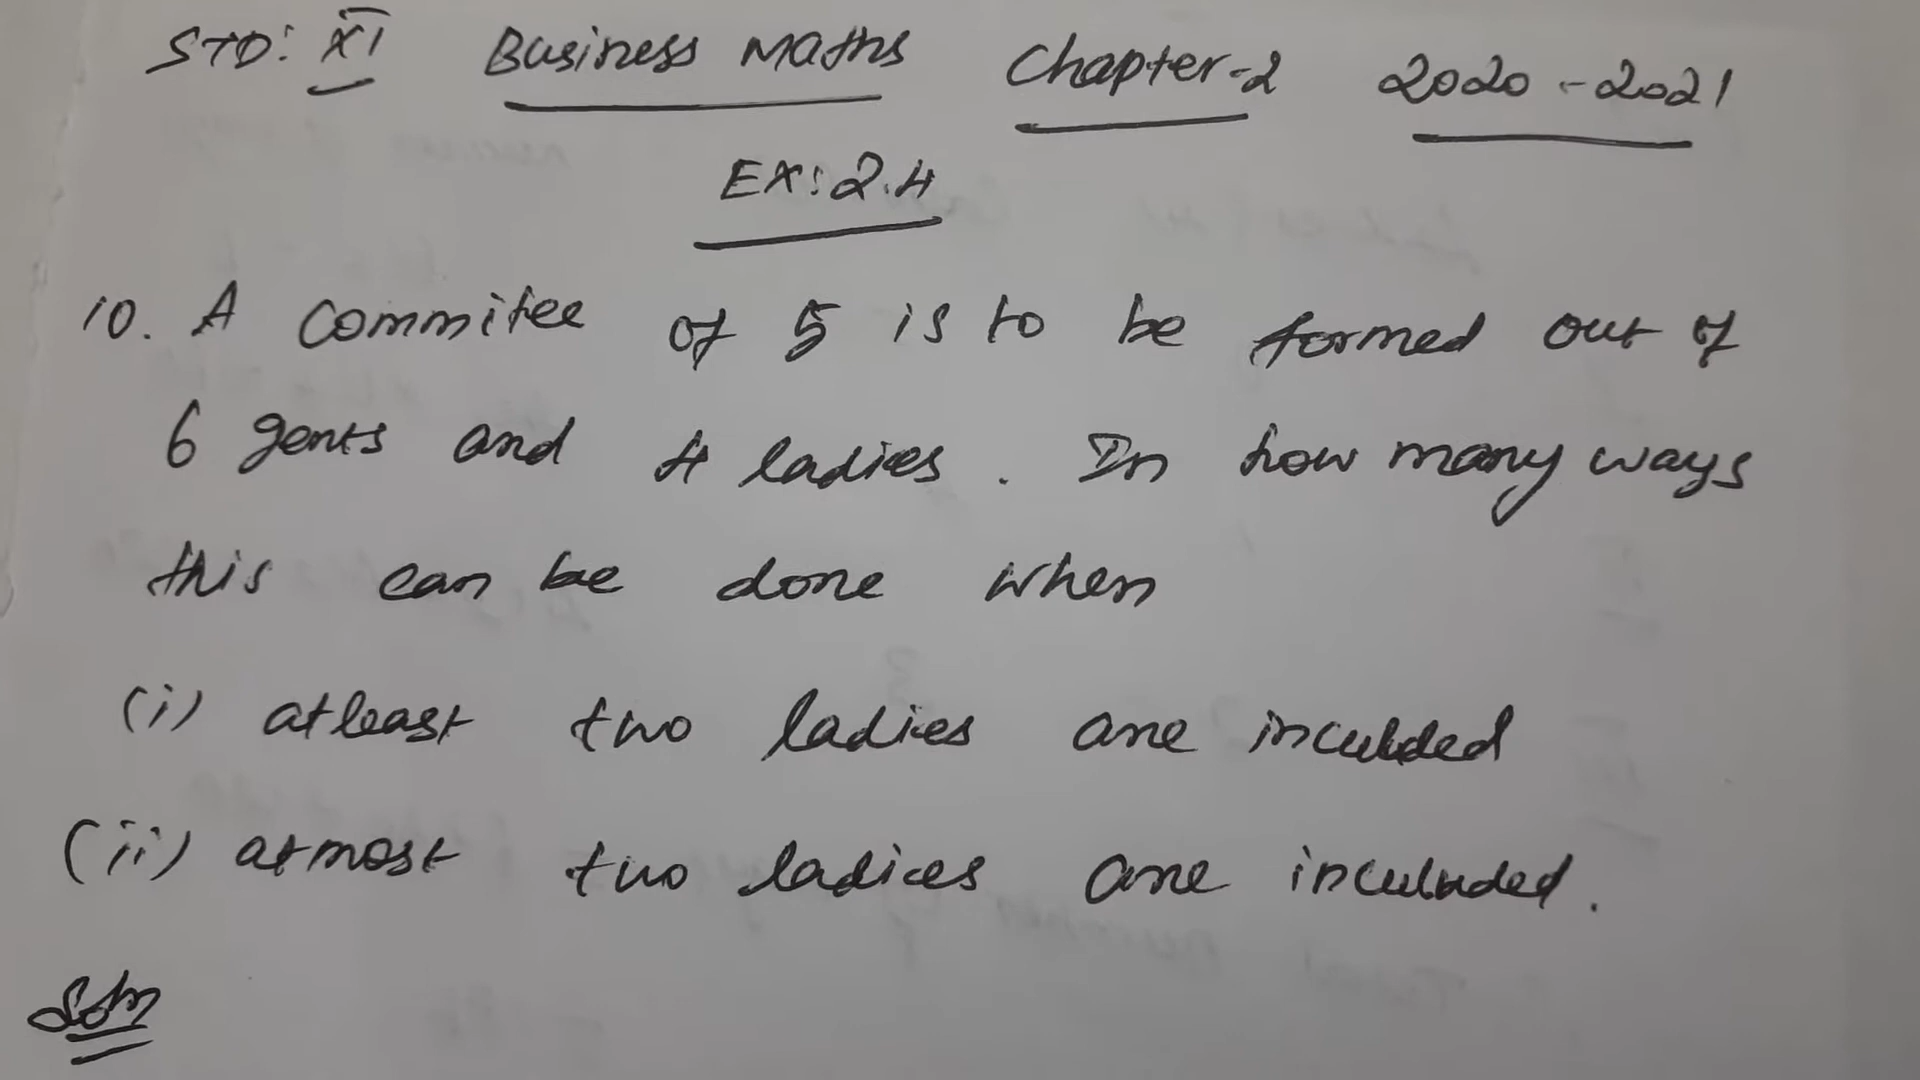 STD: XI Business Maths Chapter-2 2020-2021
EX: 2.4
10. A Commitee of 5 is to be formed out of
6 gents and 4 ladies. In how many ways
this can be done when
(i) atleast two ladies are inculded
(ii) atmost two ladies are inculuded.
Soln